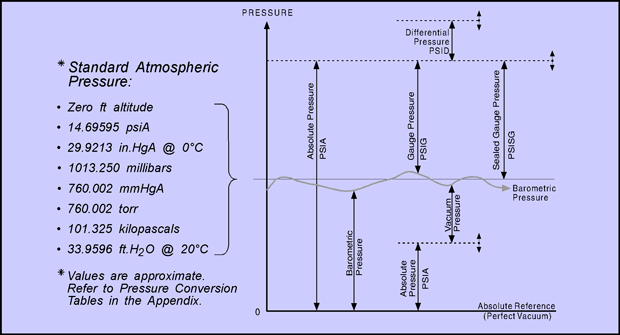 * Standard Atmospheric
Pressure:
• Zero ft altitude
• 14.69595 psiA
• 29.9213 in.HgA @ 0°C
• 1013.250 millibars
• 760.002 mmHgA
• 760.002 torr
• 101.325 kilopascals
• 33.9596 ft.H₂O @ 20°C
* Values are approximate.
Refer to Pressure Conversion
Tables in the Appendix.
PRESSURE
Differential
Pressure
PSID
Absolute Pressure
PSIA
Gauge Pressure
PSIG
Sealed Gauge Pressure
PSISG
Barometric
Pressure
Barometric
Pressure
Vacuum
Pressure
Absolute
Pressure
PSIA
0
Absolute Reference
(Perfect Vacuum)